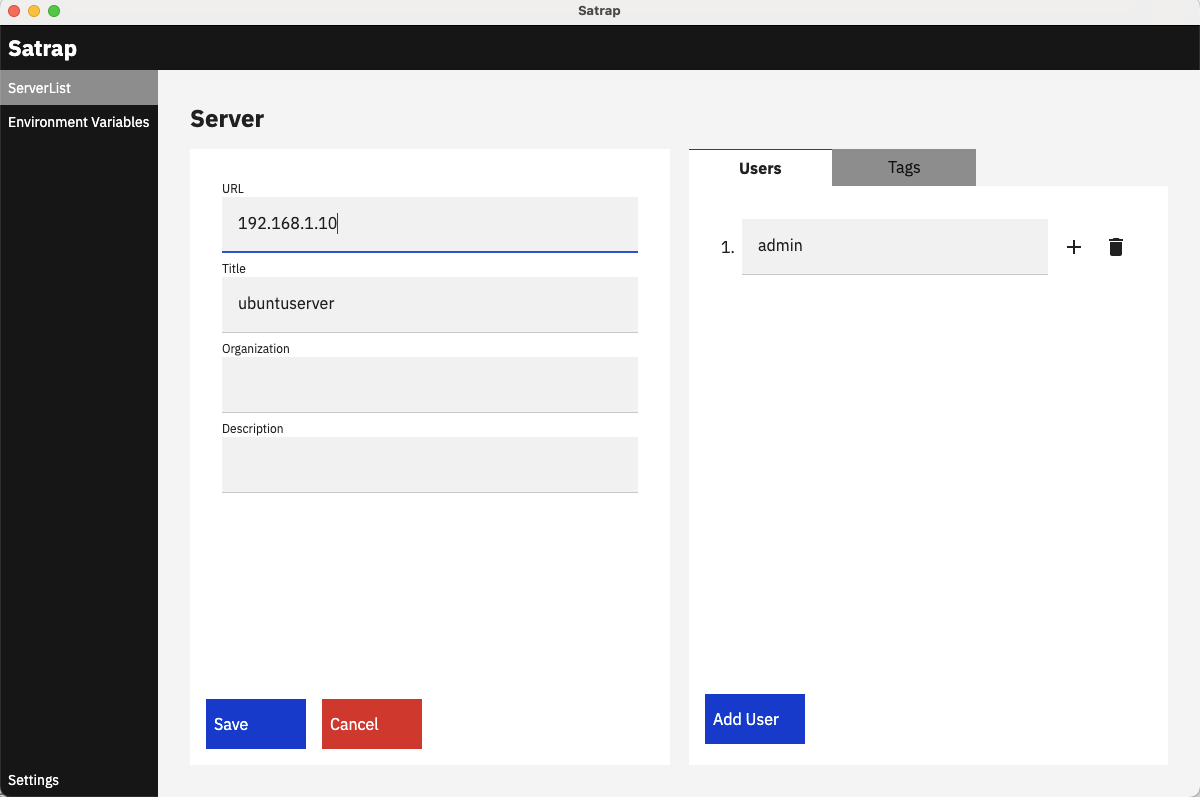 Satrap
Satrap
ServerList
Environment Variables
Settings
Server
URL
192.168.1.10
Title
ubuntuserver
Organization
Description
Save
Cancel
Users
Tags
1.
admin
Add User